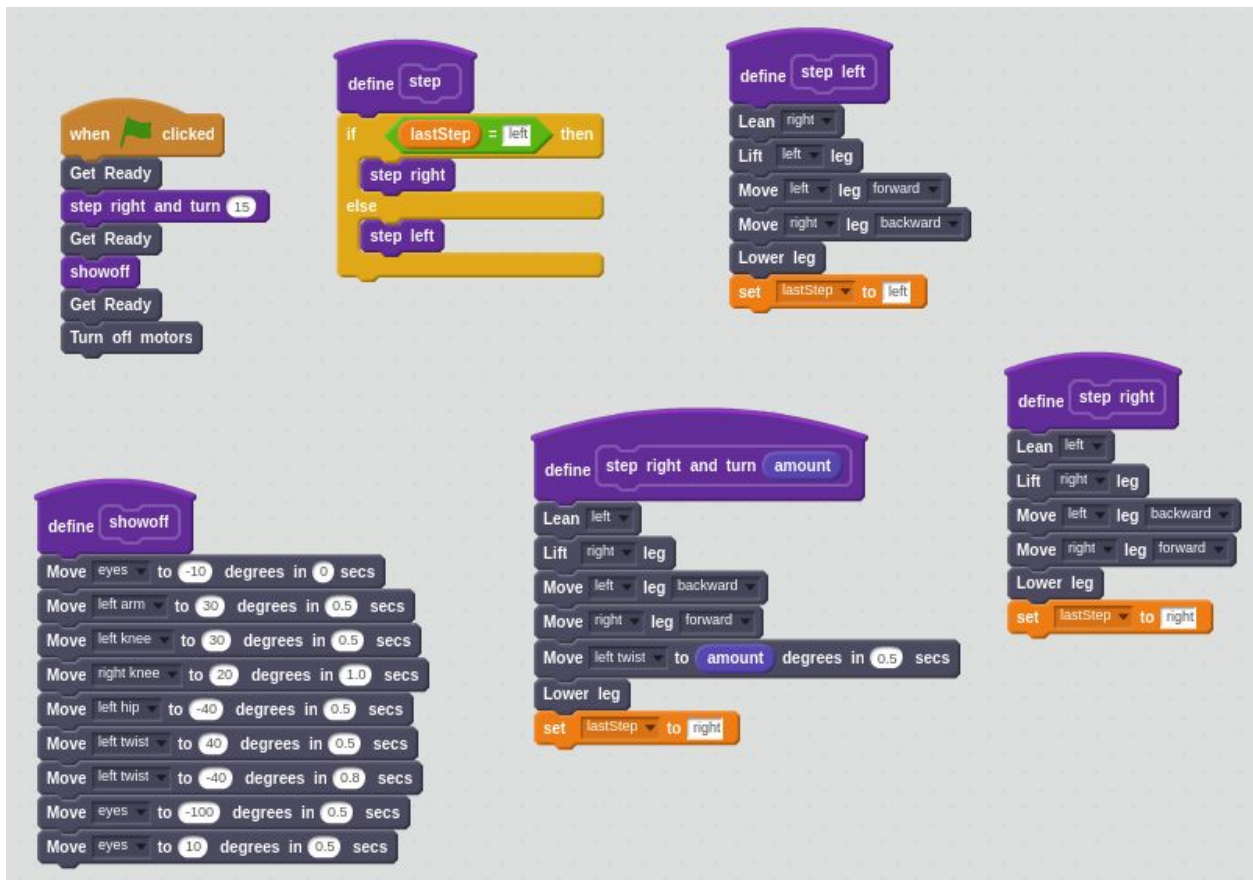 when clicked
Get Ready
step right and turn 15
Get Ready
showoff
Get Ready
Turn off motors
define step
if lastStep = left then
step right
else
step left
define step left
Lean right
Lift left leg
Move left leg forward
Move right leg backward
Lower leg
set lastStep to left
define showoff
Move eyes to -10 degrees in 0 secs
Move left arm to 30 degrees in 0.5 secs
Move left knee to 30 degrees in 0.5 secs
Move right knee to 20 degrees in 1.0 secs
Move left hip to -40 degrees in 0.5 secs
Move left twist to 40 degrees in 0.5 secs
Move left twist to -40 degrees in 0.8 secs
Move eyes to -100 degrees in 0.5 secs
Move eyes to 10 degrees in 0.5 secs
define step right and turn amount
Lean left
Lift right leg
Move left leg backward
Move right leg forward
Move left twist to amount degrees in 0.5 secs
Lower leg
set lastStep to right
define step right
Lean left
Lift right leg
Move left leg backward
Move right leg forward
Lower leg
set lastStep to right